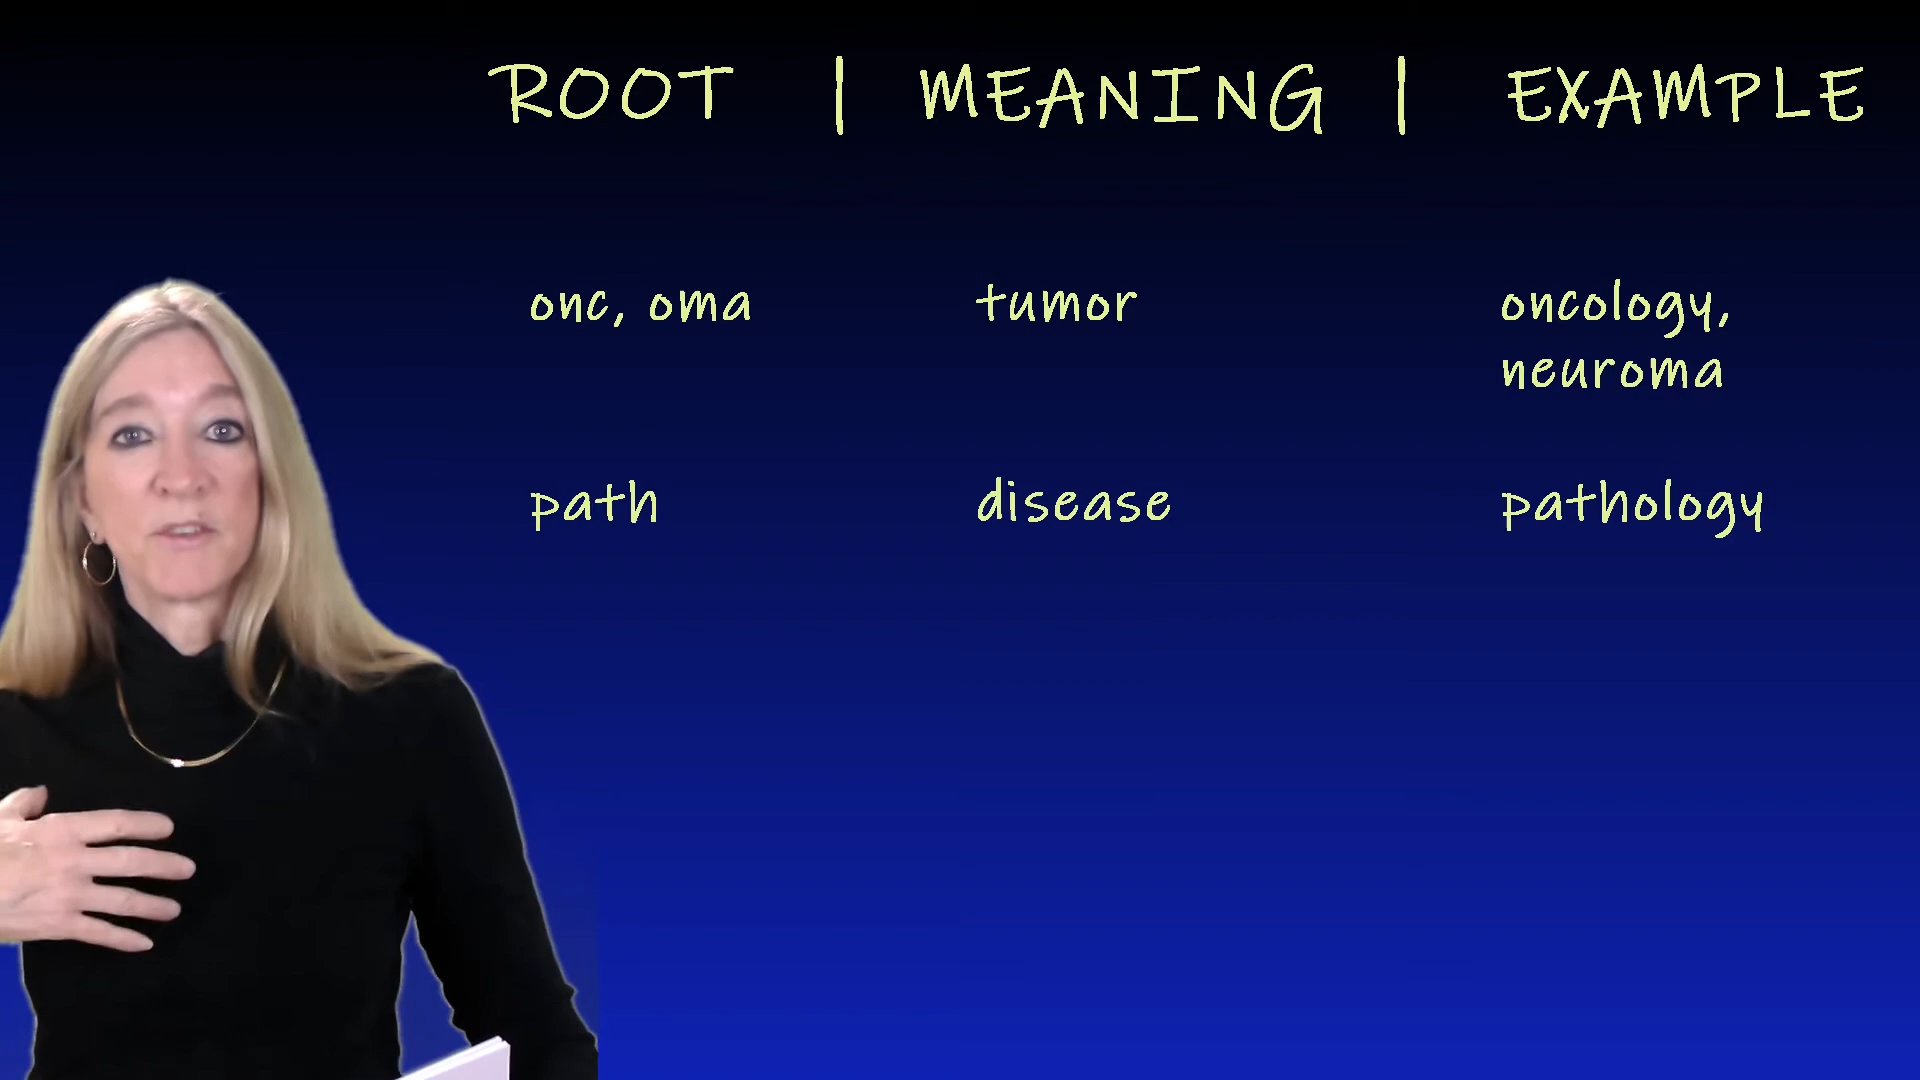 ROOT | MEANING | EXAMPLE
onc, oma tumor oncology,
neuroma
path disease pathology